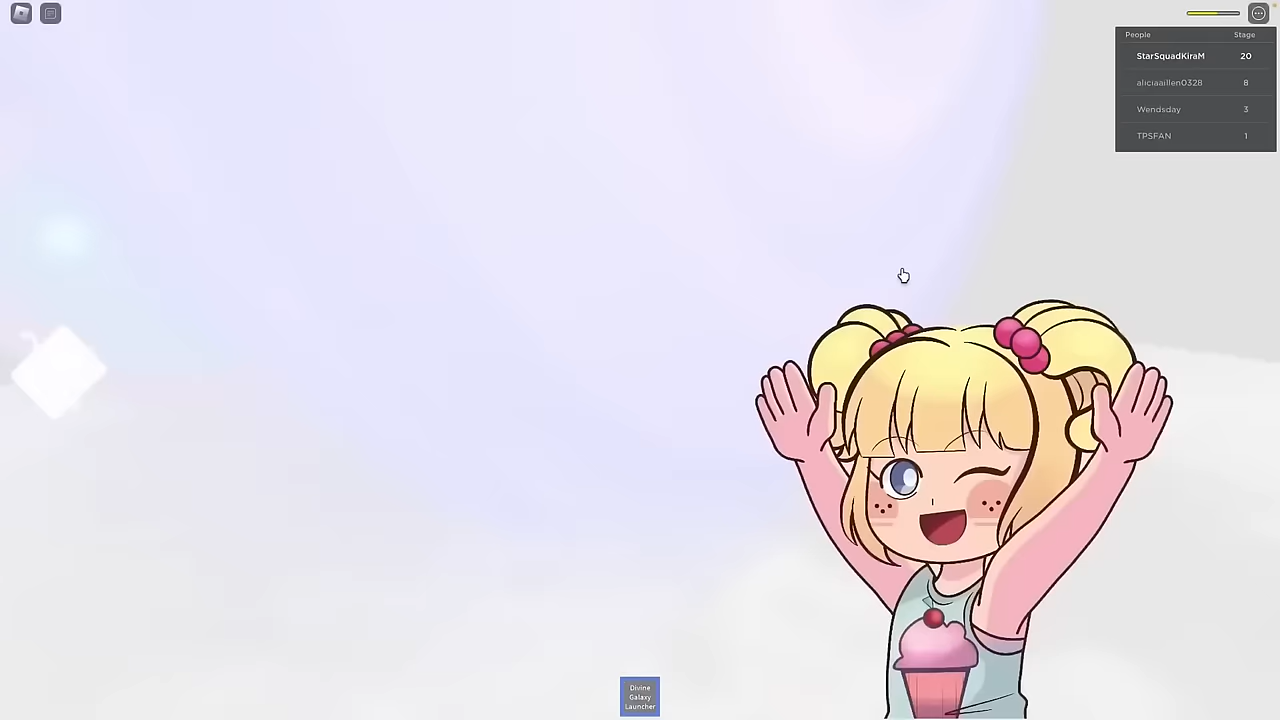 People Stage
StarSquadKiraM 20
aliciaaillen0328 8
Wendsday 3
TPSFAN 1
Divine
Galaxy
Launcher